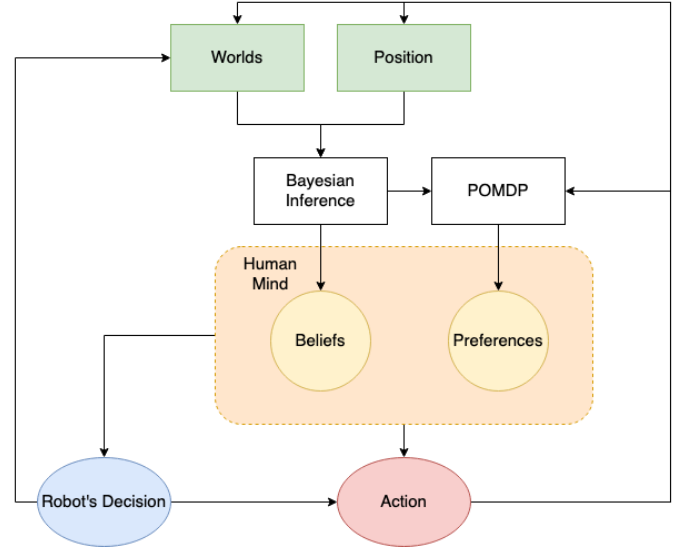 Worlds
Position
Bayesian
Inference
POMDP
Human
Mind
Beliefs
Preferences
Robot's Decision
Action